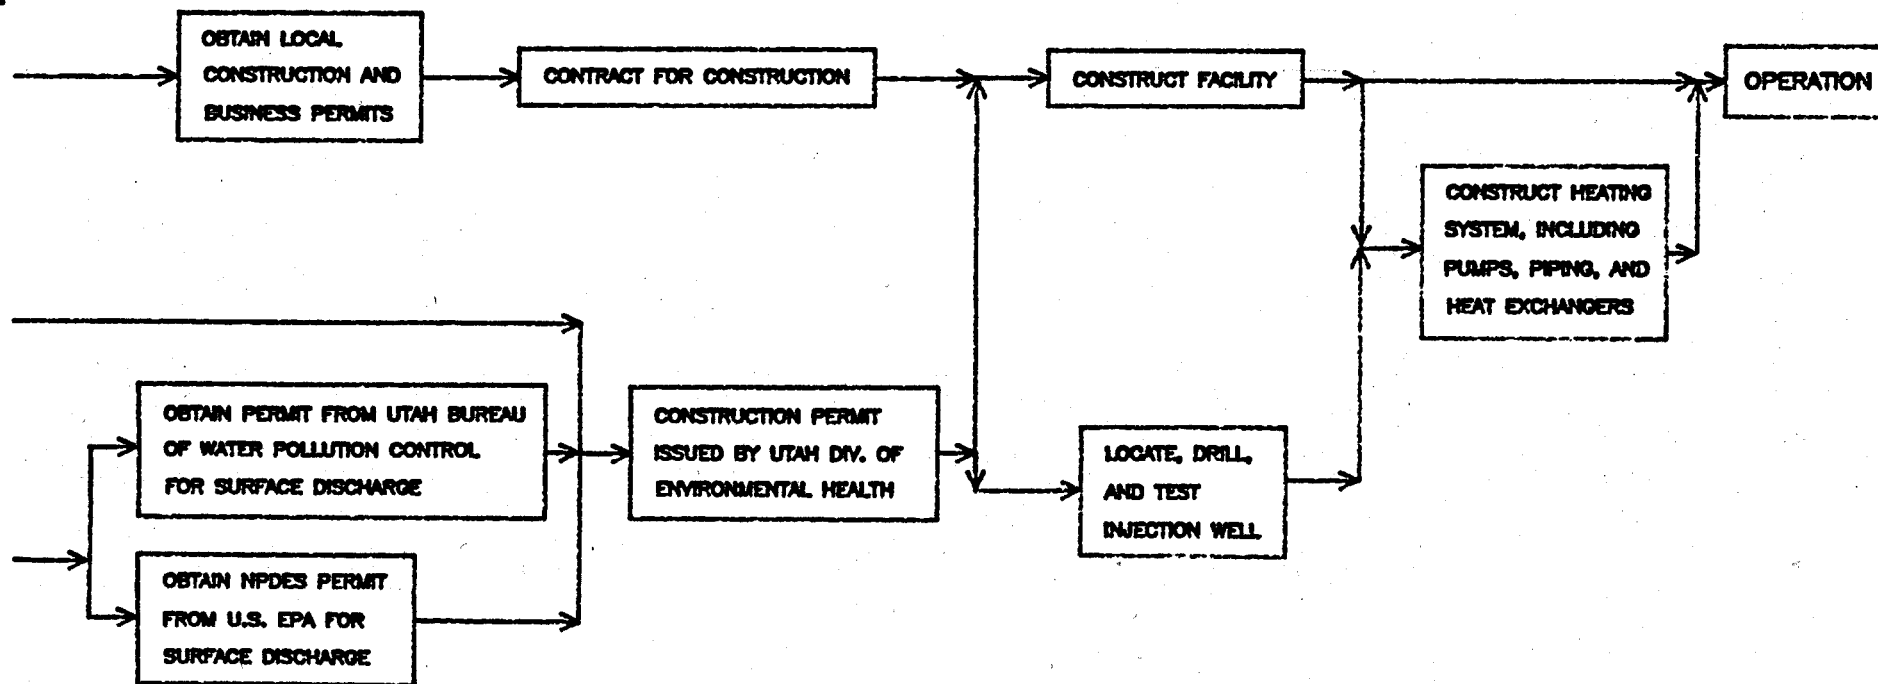 OBTAIN LOCAL
CONSTRUCTION AND
BUSINESS PERMITS
CONTRACT FOR CONSTRUCTION
CONSTRUCT FACILITY
OPERATION
CONSTRUCT HEATING
SYSTEM, INCLUDING
PUMPS, PIPING, AND
HEAT EXCHANGERS
OBTAIN PERMIT FROM UTAH BUREAU
OF WATER POLLUTION CONTROL
FOR SURFACE DISCHARGE
CONSTRUCTION PERMIT
ISSUED BY UTAH DIV. OF
ENVIRONMENTAL HEALTH
LOCATE, DRILL,
AND TEST
INJECTION WELL
OBTAIN NPDES PERMIT
FROM U.S. EPA FOR
SURFACE DISCHARGE